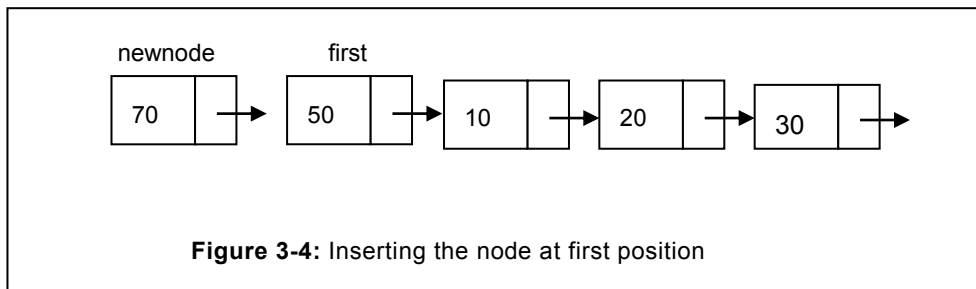 newnode first
70 50 10 20 30
Figure 3-4: Inserting the node at first position